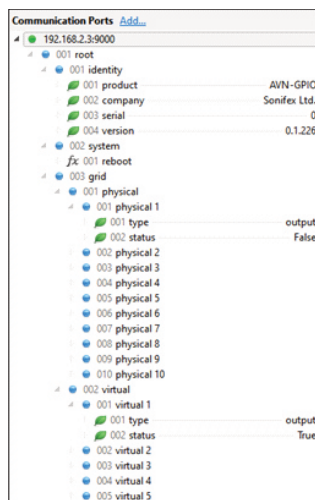 Communication Ports Add...
192.168.2.3:9000
001 root
001 identity
001 product AVN-GPIO
002 company Sonifex Ltd.
003 serial 0
004 version 0.1.226
002 system
fx 001 reboot
003 grid
001 physical
001 physical 1
001 type output
002 status False
002 physical 2
003 physical 3
004 physical 4
005 physical 5
006 physical 6
007 physical 7
008 physical 8
009 physical 9
010 physical 10
002 virtual
001 virtual 1
001 type output
002 status True
002 virtual 2
003 virtual 3
004 virtual 4
005 virtual 5